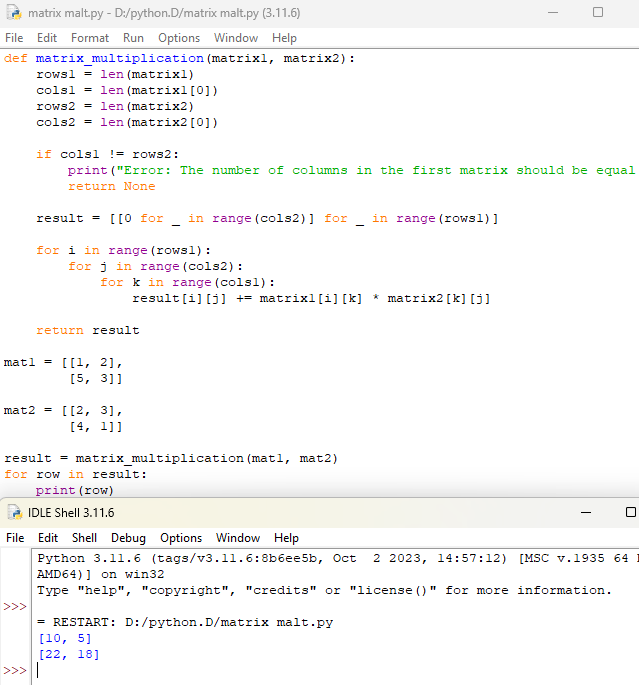 matrix malt.py - D:/python.D/matrix malt.py (3.11.6)
File Edit Format Run Options Window Help
def matrix_multiplication(matrix1, matrix2):
    rows1 = len(matrix1)
    cols1 = len(matrix1[0])
    rows2 = len(matrix2)
    cols2 = len(matrix2[0])

    if cols1 != rows2:
        print("Error: The number of columns in the first matrix should be equal
        return None

    result = [[0 for _ in range(cols2)] for _ in range(rows1)]

    for i in range(rows1):
        for j in range(cols2):
            for k in range(cols1):
                result[i][j] += matrix1[i][k] * matrix2[k][j]

    return result

mat1 = [[1, 2],
        [5, 3]]

mat2 = [[2, 3],
        [4, 1]]

result = matrix_multiplication(mat1, mat2)
for row in result:
    print(row)
IDLE Shell 3.11.6
File Edit Shell Debug Options Window Help
Python 3.11.6 (tags/v3.11.6:8b6ee5b, Oct  2 2023, 14:57:12) [MSC v.1935 64
AMD64)] on win32
Type "help", "copyright", "credits" or "license()" for more information.
>>>
= RESTART: D:/python.D/matrix malt.py
[10, 5]
[22, 18]
>>>